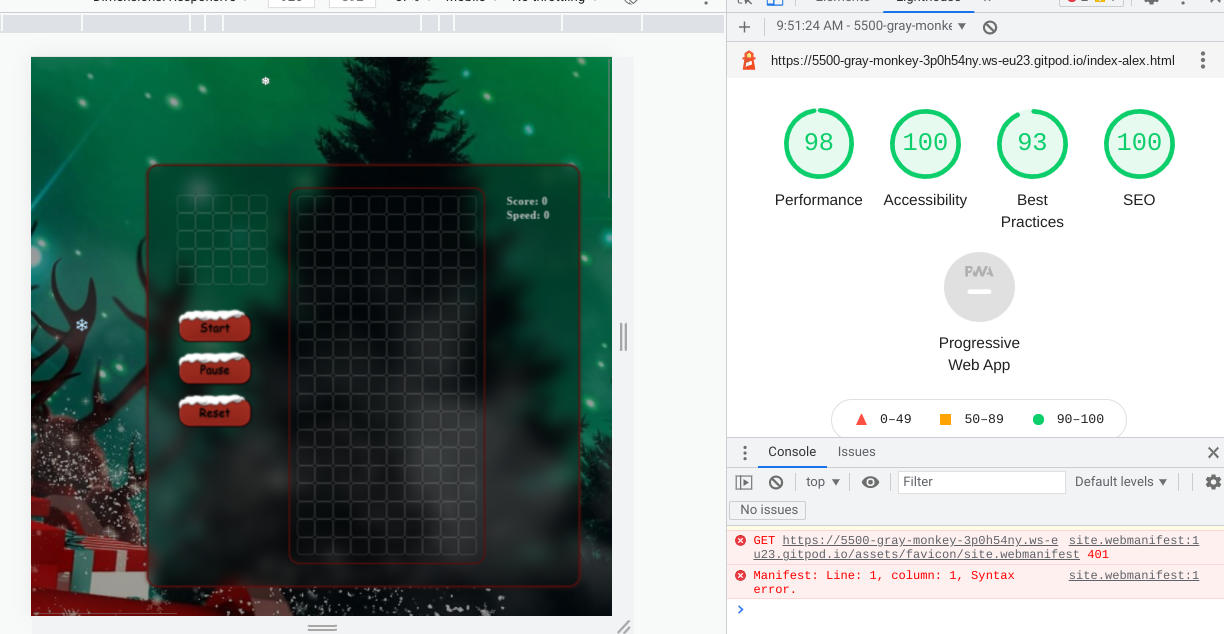 Score: 0
Speed: 0
Start
Pause
Reset
9:51:24 AM - 5500-gray-monke
https://5500-gray-monkey-3p0h54ny.ws-eu23.gitpod.io/index-alex.html
98 100 93 100
Performance Accessibility Best Practices SEO
PWA
Progressive
Web App
0–49 50–89 90–100
Console Issues
top Filter Default levels
No issues
GET https://5500-gray-monkey-3p0h54ny.ws-e site.webmanifest:1
u23.gitpod.io/assets/favicon/site.webmanifest 401
Manifest: Line: 1, column: 1, Syntax site.webmanifest:1
error.